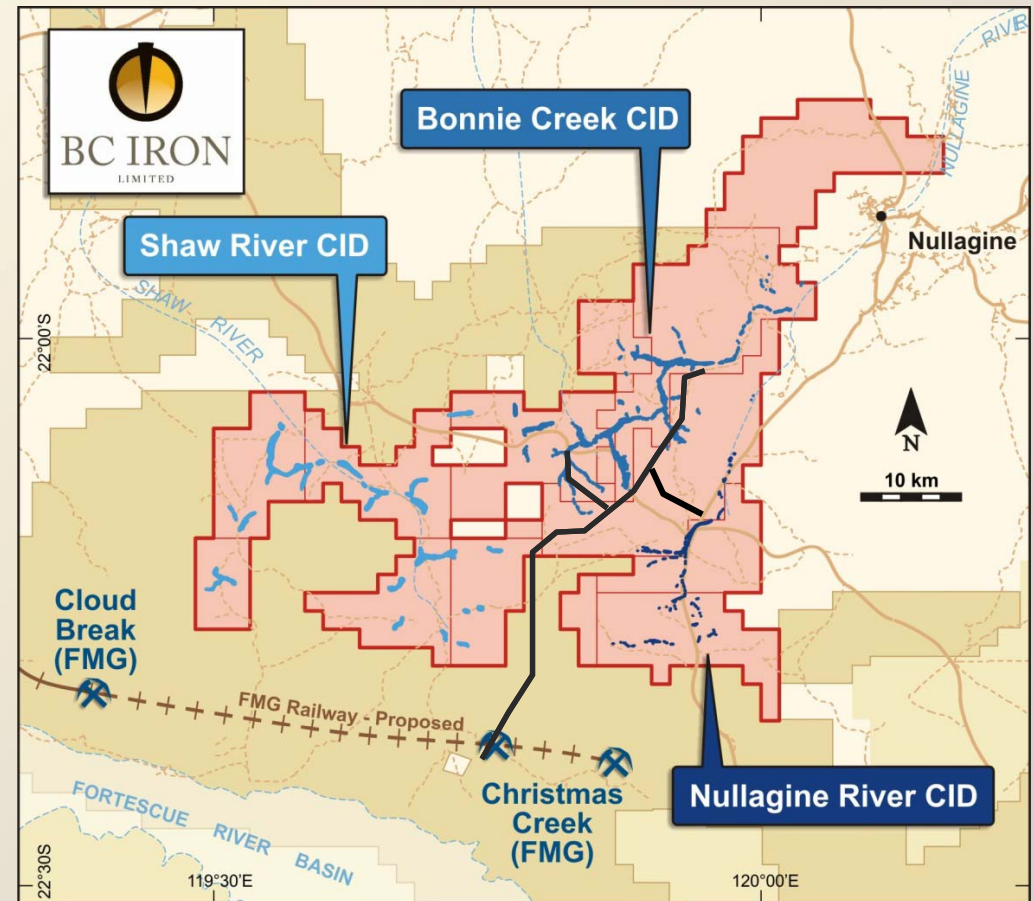 BC IRON
LIMITED
Bonnie Creek CID
Shaw River CID
RIVER
NULLAGINE
Nullagine
SHAW RIVER
22°00'S
N
10 km
Cloud
Break
(FMG)
FMG Railway - Proposed
Christmas
Creek
(FMG)
Nullagine River CID
FORTESCUE RIVER BASIN
22°30'S
119°30'E
120°00'E